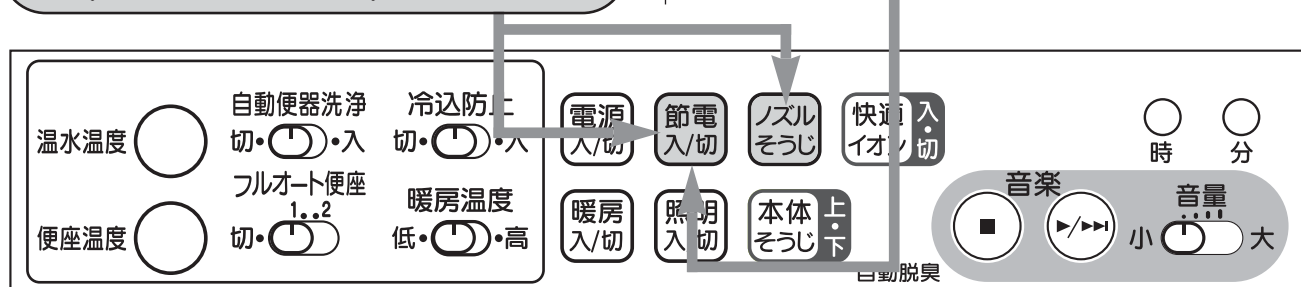 温水温度
自動便器洗浄
切・入
冷込防止
切・入
便座温度
フルオート便座
1..2
切・
暖房温度
低・高
電源
入/切
節電
入/切
ノズル
そうじ
快適
イオン
入・切
暖房
入/切
照明
入/切
本体
そうじ
上・下
自動脱臭
時
分
音楽
音量
小
大